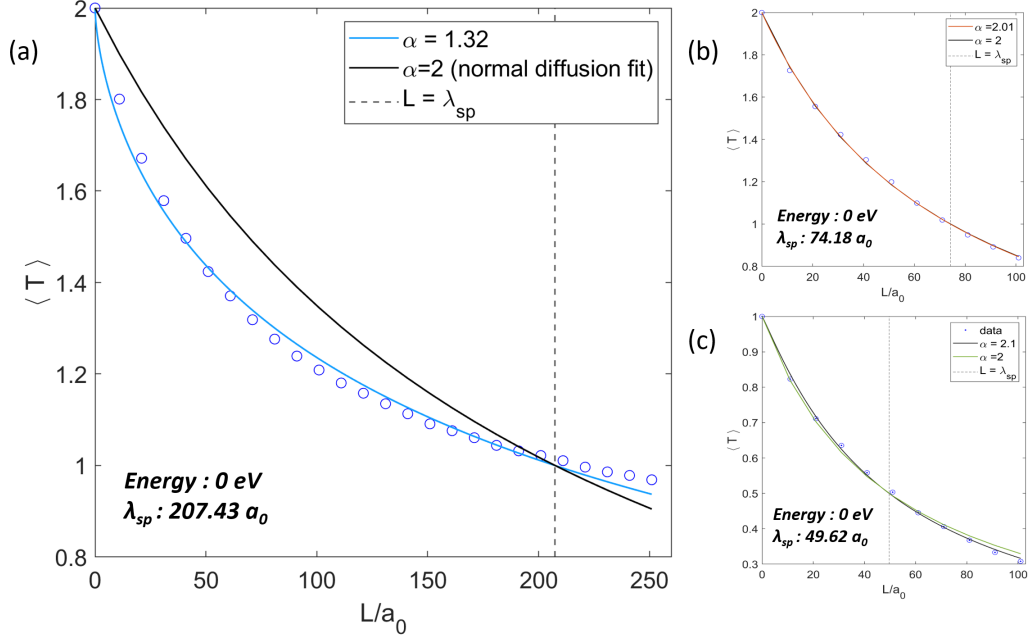 (a)
2
1.8
1.6
1.4
1.2
1
0.8
⟨ T ⟩
0 50 100 150 200 250
L/a₀
α = 1.32
α=2 (normal diffusion fit)
L = λsp
Energy : 0 eV
λsp : 207.43 a₀
(b)
2
1.8
1.6
1.4
1.2
1
0.8
⟨ T ⟩
0 20 40 60 80 100
L/a₀
α =2.01
α = 2
L = λsp
Energy : 0 eV
λsp : 74.18 a₀
(c)
1
0.9
0.8
0.7
0.6
0.5
0.4
0.3
⟨ T ⟩
0 20 40 60 80 100
L/a₀
data
α = 2.1
α =2
L = λsp
Energy : 0 eV
λsp : 49.62 a₀